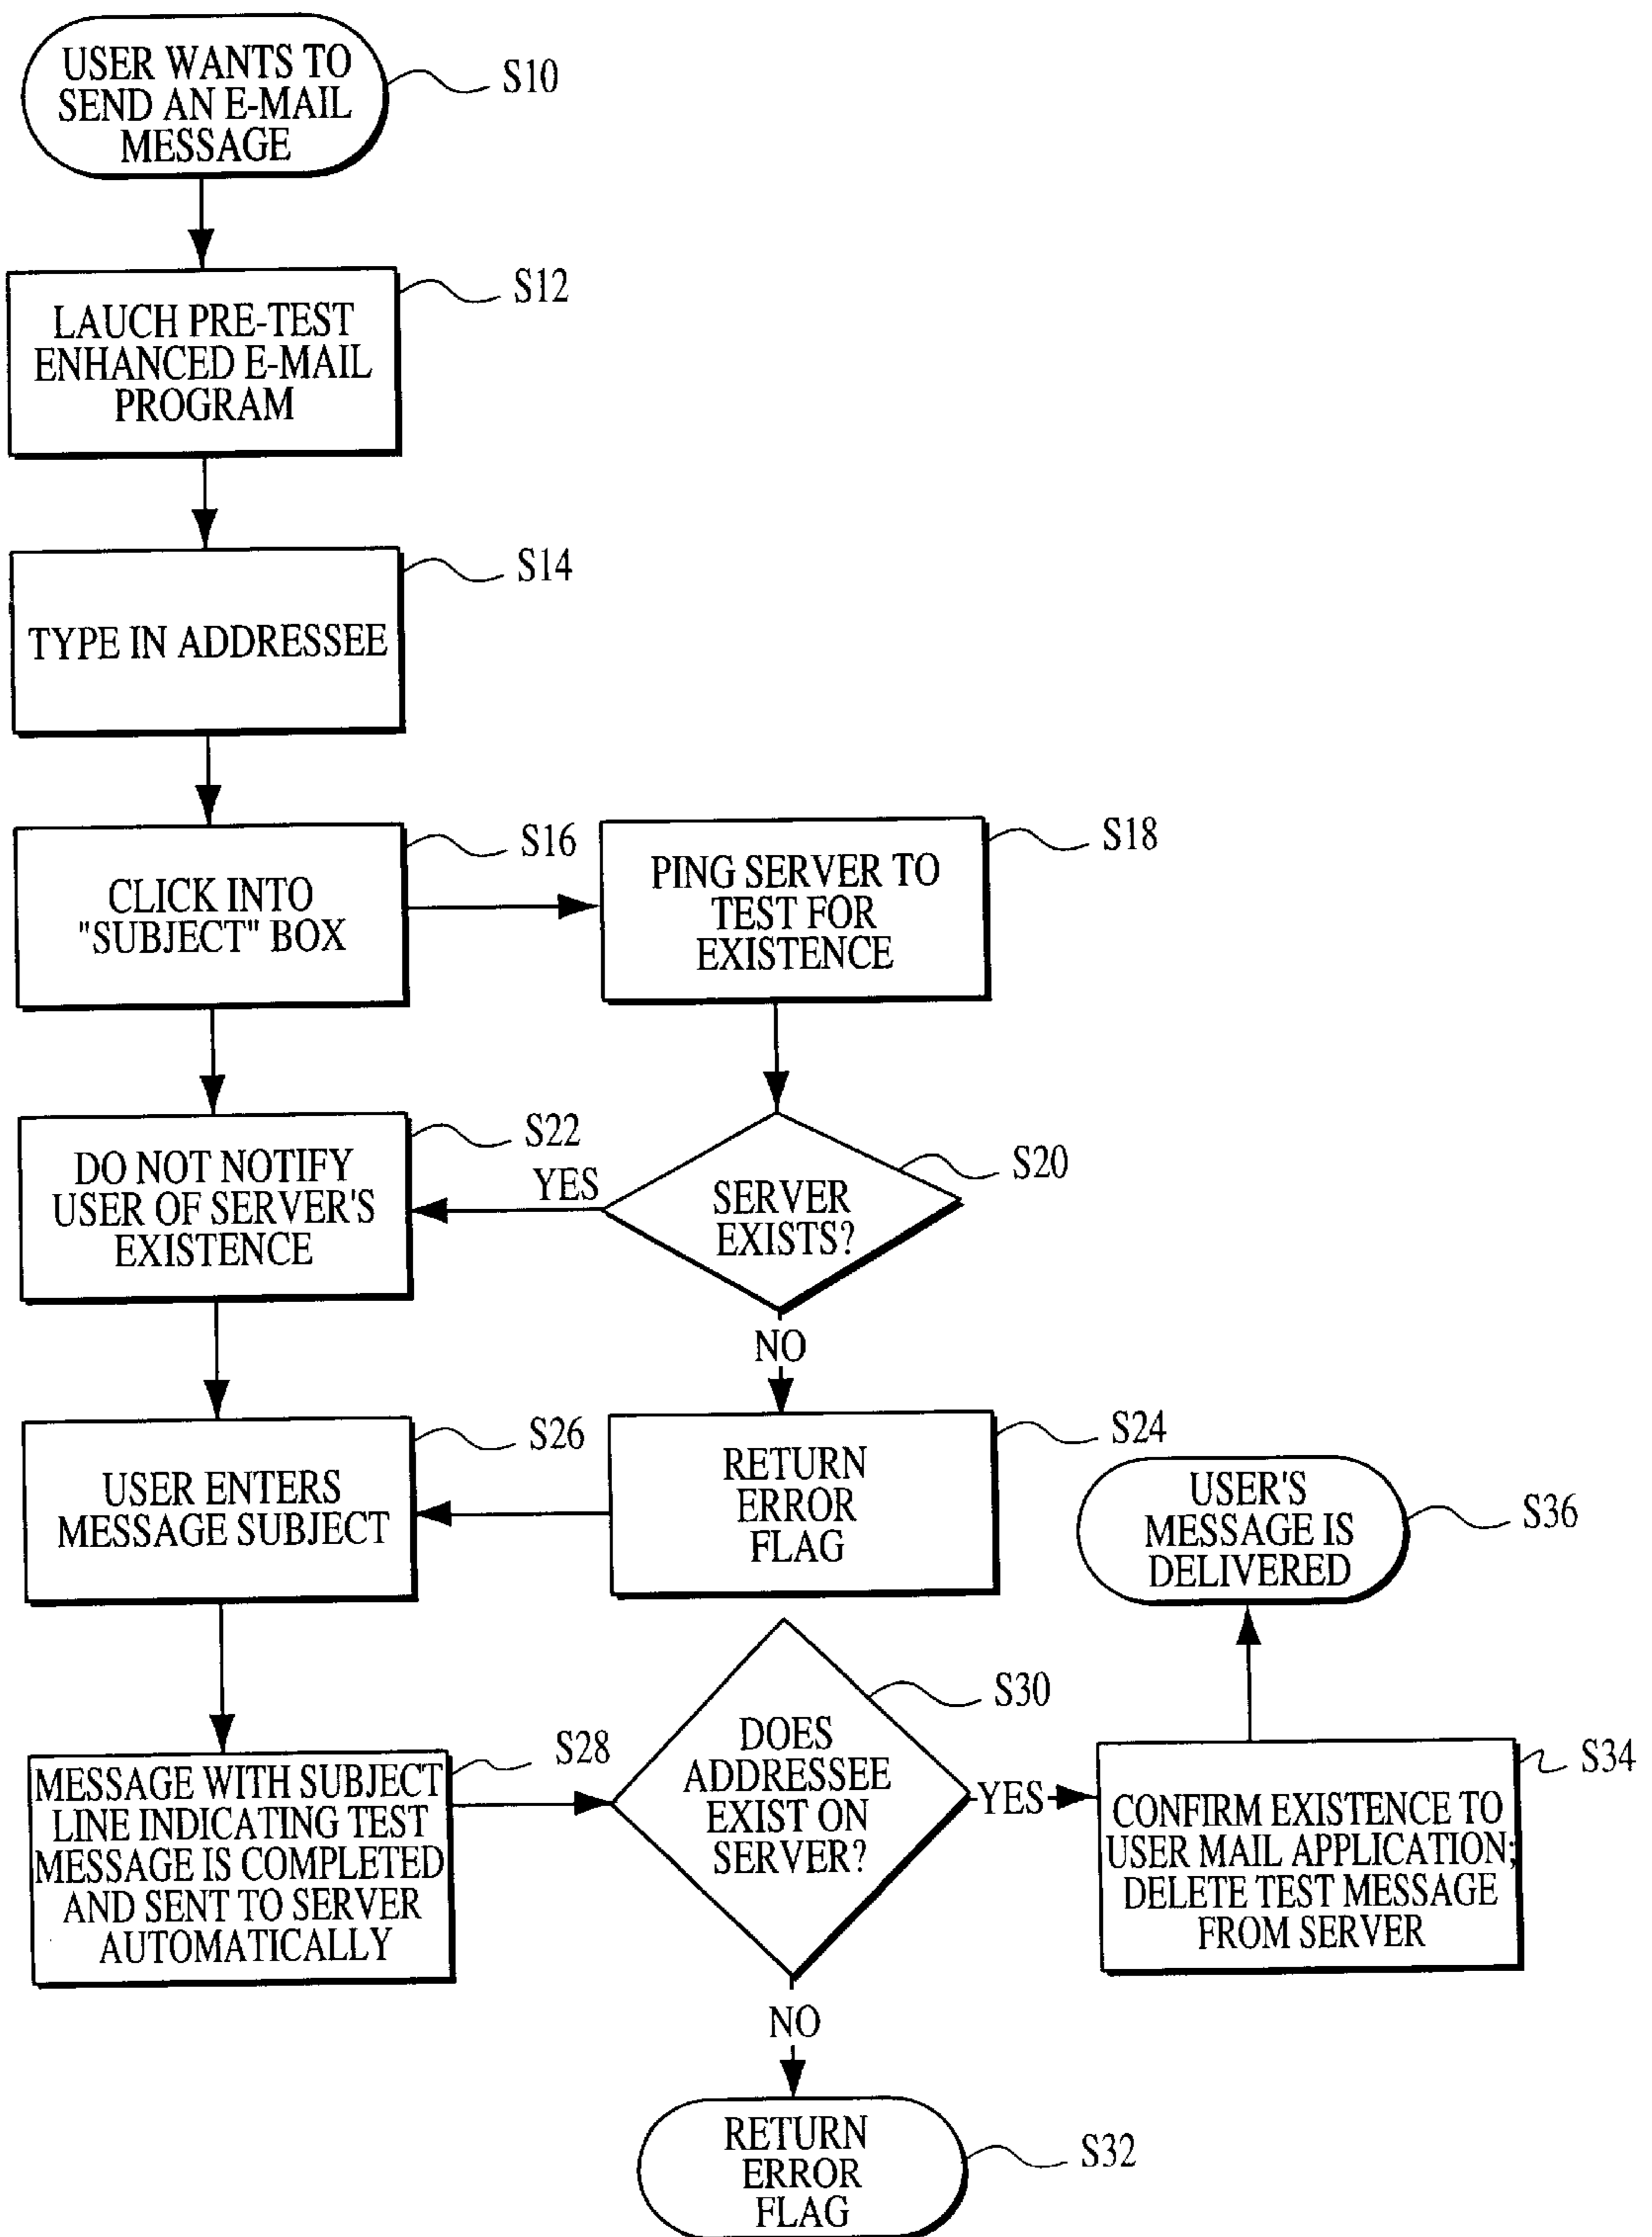 USER WANTS TO
SEND AN E-MAIL
MESSAGE
S10
LAUCH PRE-TEST
ENHANCED E-MAIL
PROGRAM
S12
TYPE IN ADDRESSEE
S14
CLICK INTO
"SUBJECT" BOX
S16
PING SERVER TO
TEST FOR
EXISTENCE
S18
DO NOT NOTIFY
USER OF SERVER'S
EXISTENCE
S22
YES
SERVER
EXISTS?
S20
NO
USER ENTERS
MESSAGE SUBJECT
S26
RETURN
ERROR
FLAG
S24
USER'S
MESSAGE IS
DELIVERED
S36
MESSAGE WITH SUBJECT
LINE INDICATING TEST
MESSAGE IS COMPLETED
AND SENT TO SERVER
AUTOMATICALLY
S28
DOES
ADDRESSEE
EXIST ON
SERVER?
S30
YES
CONFIRM EXISTENCE TO
USER MAIL APPLICATION;
DELETE TEST MESSAGE
FROM SERVER
S34
NO
RETURN
ERROR
FLAG
S32